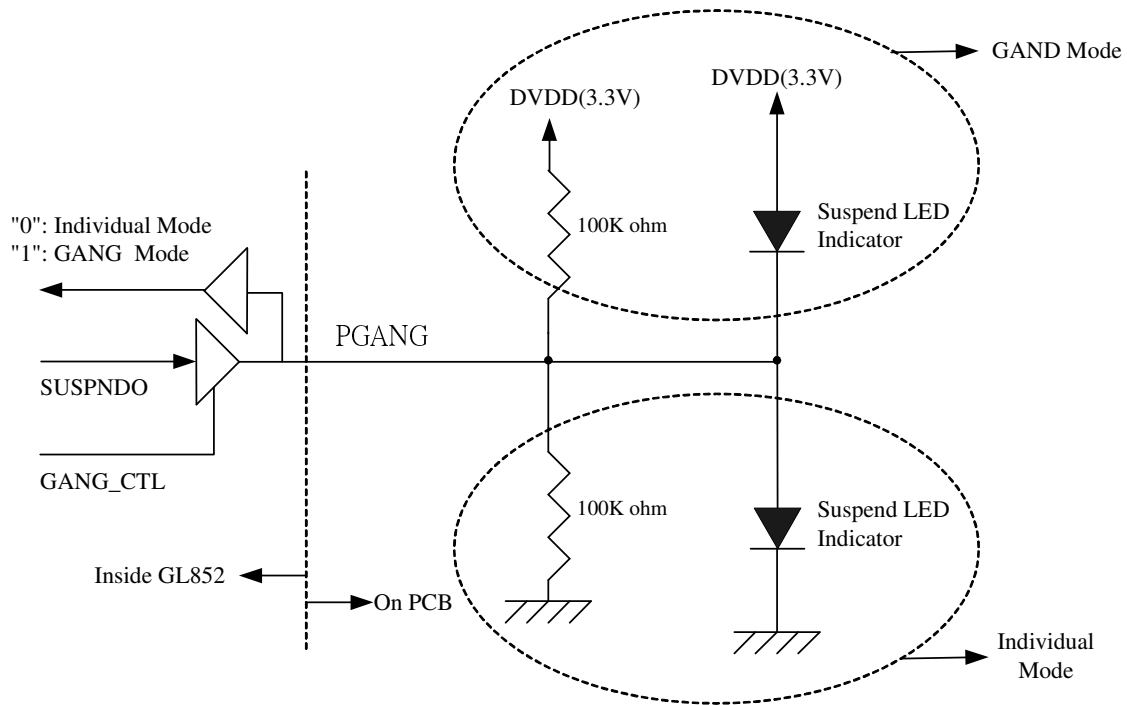 GAND Mode
DVDD(3.3V)
DVDD(3.3V)
"0": Individual Mode
"1": GANG Mode
100K ohm
Suspend LED
Indicator
PGANG
SUSPNDO
GANG_CTL
100K ohm
Suspend LED
Indicator
Inside GL852
On PCB
Individual
Mode